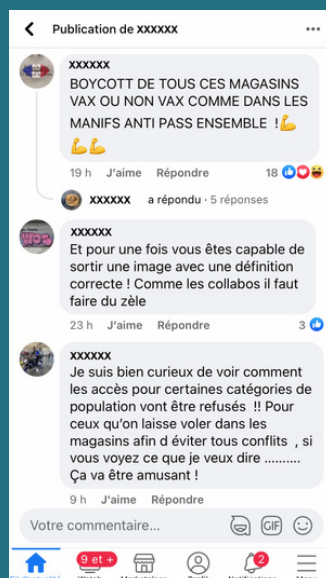 Publication de xxxxxx
xxxxxx
BOYCOTT DE TOUS CES MAGASINS
VAX OU NON VAX COMME DANS LES
MANIFS ANTI PASS ENSEMBLE !💪
💪💪
19 h J'aime Répondre 18
xxxxxx a répondu · 5 réponses
WOS
xxxxxx
Et pour une fois vous êtes capable de
sortir une image avec une définition
correcte ! Comme les collabos il faut
faire du zèle
23 h J'aime Répondre 3
xxxxxx
Je suis bien curieux de voir comment
les accès pour certaines catégories de
population vont être refusés !! Pour
ceux qu'on laisse voler dans les
magasins afin d éviter tous conflits , si
vous voyez ce que je veux dire ..........
Ça va être amusant !
9 h J'aime Répondre
Votre commentaire... GIF
9 et + 2